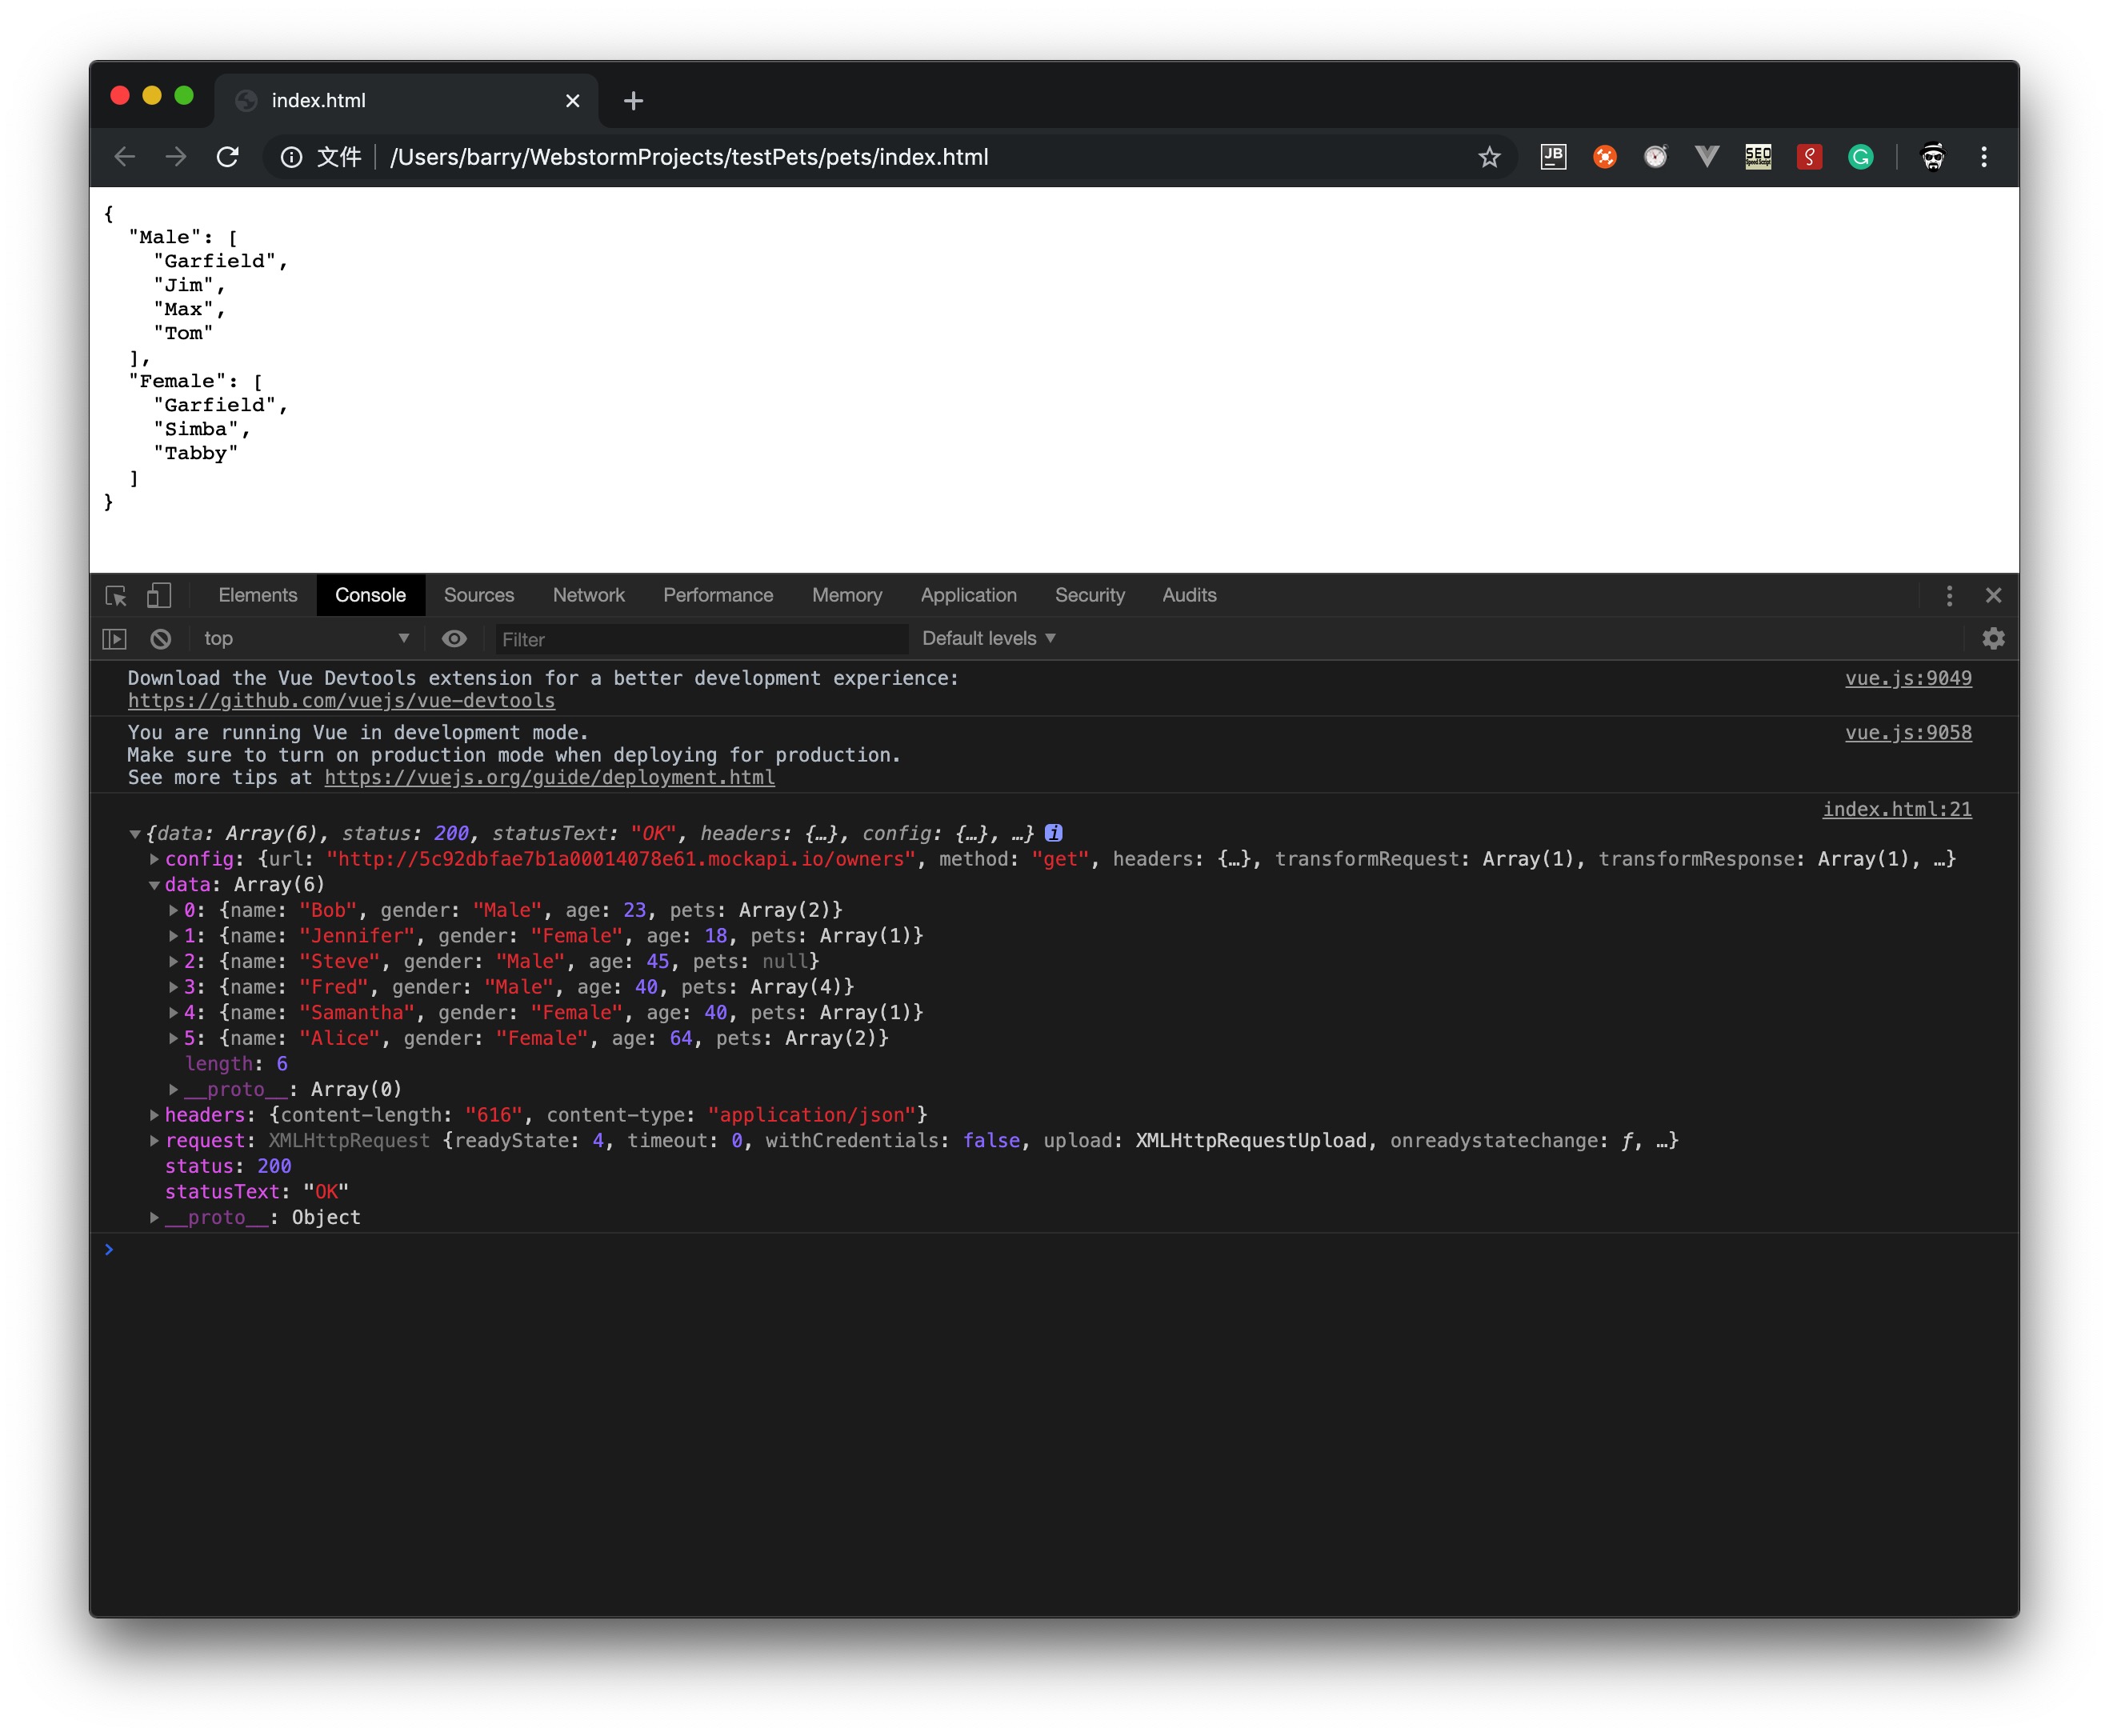 index.html
文件 /Users/barry/WebstormProjects/testPets/pets/index.html
JB
SEO
{
"Male": [
"Garfield",
"Jim",
"Max",
"Tom"
],
"Female": [
"Garfield",
"Simba",
"Tabby"
]
}
Elements Console Sources Network Performance Memory Application Security Audits
top Filter Default levels
Download the Vue Devtools extension for a better development experience: vue.js:9049
https://github.com/vuejs/vue-devtools
You are running Vue in development mode. vue.js:9058
Make sure to turn on production mode when deploying for production.
See more tips at https://vuejs.org/guide/deployment.html
index.html:21
{data: Array(6), status: 200, statusText: "OK", headers: {…}, config: {…}, …} i
config: {url: "http://5c92dbfae7b1a00014078e61.mockapi.io/owners", method: "get", headers: {…}, transformRequest: Array(1), transformResponse: Array(1), …}
data: Array(6)
0: {name: "Bob", gender: "Male", age: 23, pets: Array(2)}
1: {name: "Jennifer", gender: "Female", age: 18, pets: Array(1)}
2: {name: "Steve", gender: "Male", age: 45, pets: null}
3: {name: "Fred", gender: "Male", age: 40, pets: Array(4)}
4: {name: "Samantha", gender: "Female", age: 40, pets: Array(1)}
5: {name: "Alice", gender: "Female", age: 64, pets: Array(2)}
length: 6
__proto__: Array(0)
headers: {content-length: "616", content-type: "application/json"}
request: XMLHttpRequest {readyState: 4, timeout: 0, withCredentials: false, upload: XMLHttpRequestUpload, onreadystatechange: ƒ, …}
status: 200
statusText: "OK"
__proto__: Object